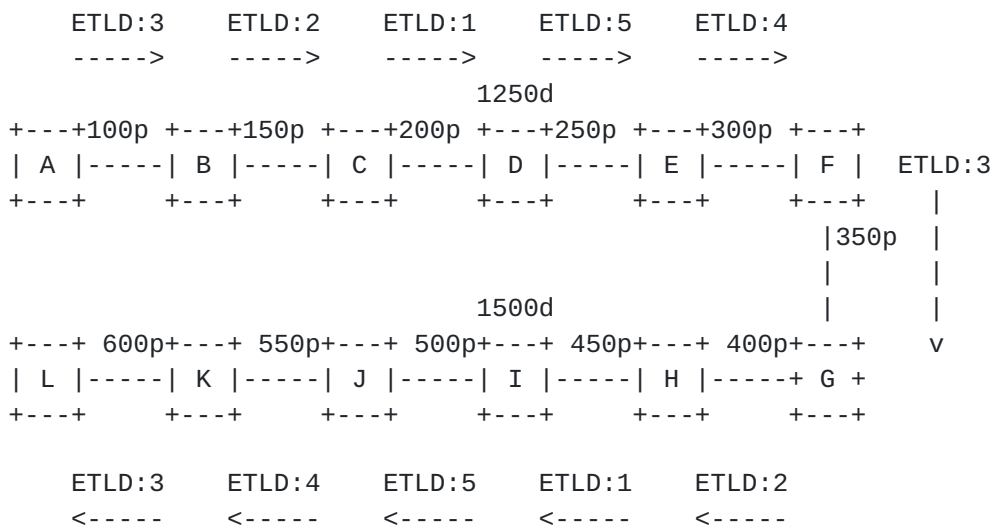 ETLD:3 ETLD:2 ETLD:1 ETLD:5 ETLD:4
-----> -----> -----> -----> ----->
1250d
+---+100p +---+150p +---+200p +---+250p +---+300p +---+
| A |-----| B |-----| C |-----| D |-----| E |-----| F | ETLD:3
+---+ +---+ +---+ +---+ +---+ +---+ |
|350p |
| |
1500d | |
+---+ 600p+---+ 550p+---+ 500p+---+ 450p+---+ 400p+---+ v
| L |-----| K |-----| J |-----| I |-----| H |-----+ G +
+---+ +---+ +---+ +---+ +---+ +---+
ETLD:3 ETLD:4 ETLD:5 ETLD:1 ETLD:2
<----- <----- <----- <----- <-----